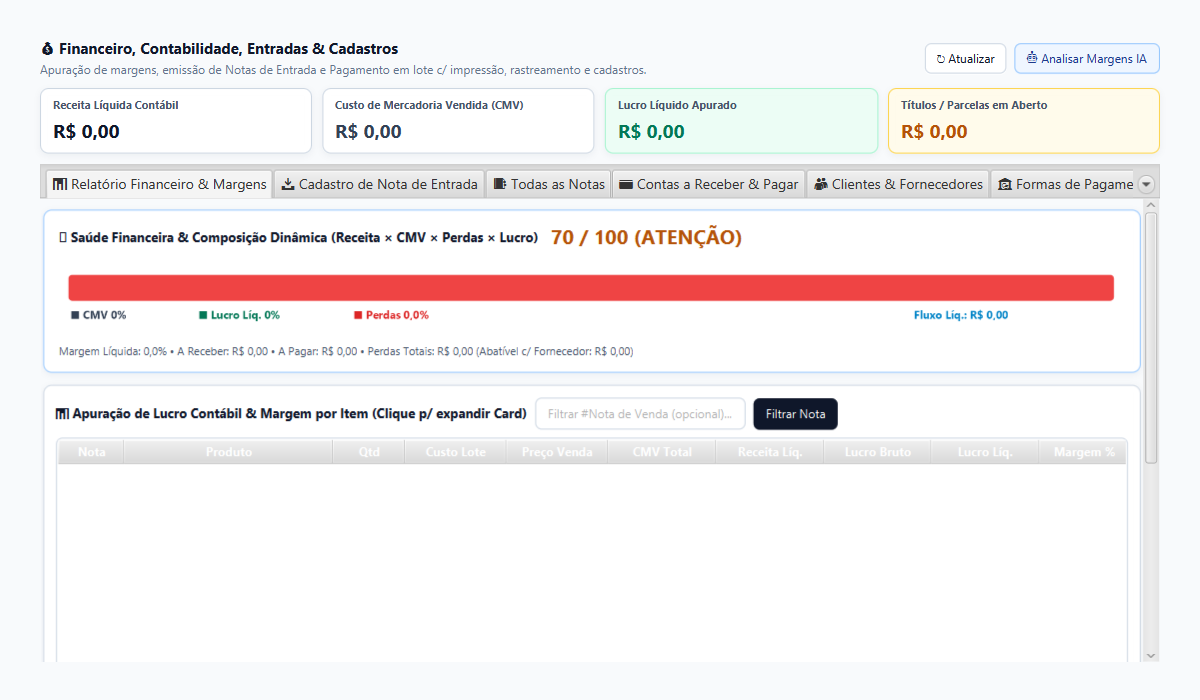 Financeiro, Contabilidade, Entradas & Cadastros
Apuração de margens, emissão de Notas de Entrada e Pagamento em lote c/ impressão, rastreamento e cadastros.
↻ Atualizar
Analisar Margens IA
Receita Líquida Contábil
R$ 0,00
Custo de Mercadoria Vendida (CMV)
R$ 0,00
Lucro Líquido Apurado
R$ 0,00
Títulos / Parcelas em Aberto
R$ 0,00
Relatório Financeiro & Margens
Cadastro de Nota de Entrada
Todas as Notas
Contas a Receber & Pagar
Clientes & Fornecedores
Formas de Pagame
Saúde Financeira & Composição Dinâmica (Receita × CMV × Perdas × Lucro) 70 / 100 (ATENÇÃO)
CMV 0%
Lucro Líq. 0%
Perdas 0,0%
Fluxo Líq.: R$ 0,00
Margem Líquida: 0,0% • A Receber: R$ 0,00 • A Pagar: R$ 0,00 • Perdas Totais: R$ 0,00 (Abatível c/ Fornecedor: R$ 0,00)
Apuração de Lucro Contábil & Margem por Item (Clique p/ expandir Card)
Filtrar #Nota de Venda (opcional)...
Filtrar Nota
Nota Produto Qtd Custo Lote Preço Venda CMV Total Receita Líq. Lucro Bruto Lucro Líq. Margem %